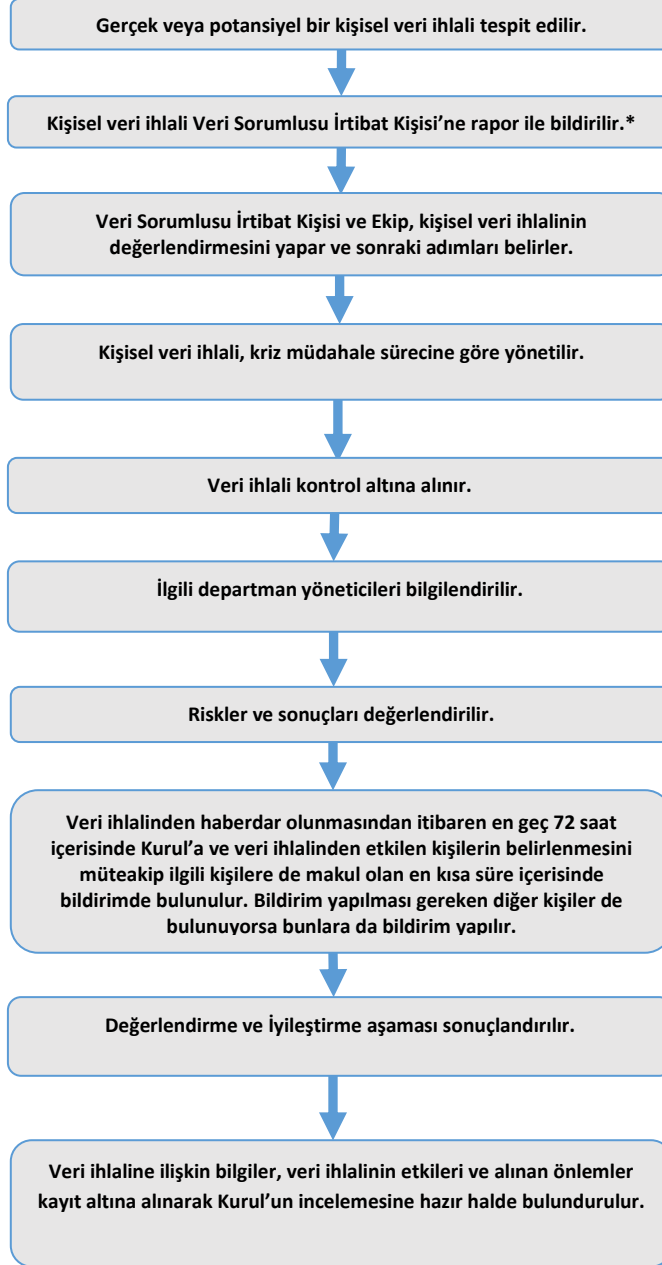 Gerçek veya potansiyel bir kişisel veri ihlali tespit edilir.
Kişisel veri ihlali Veri Sorumlusu İrtibat Kişisi’ne rapor ile bildirilir.*
Veri Sorumlusu İrtibat Kişisi ve Ekip, kişisel veri ihlalinin
değerlendirmesini yapar ve sonraki adımları belirler.
Kişisel veri ihlali, kriz müdahale sürecine göre yönetilir.
Veri ihlali kontrol altına alınır.
İlgili departman yöneticileri bilgilendirilir.
Riskler ve sonuçları değerlendirilir.
Veri ihlalinden haberdar olunmasından itibaren en geç 72 saat
içerisinde Kurul’a ve veri ihlalinden etkilen kişilerin belirlenmesini
müteakip ilgili kişilere de makul olan en kısa süre içerisinde
bildirimde bulunulur. Bildirim yapılması gereken diğer kişiler de
bulunuyorsa bunlara da bildirim yapılır.
Değerlendirme ve İyileştirme aşaması sonuçlandırılır.
Veri ihlaline ilişkin bilgiler, veri ihlalinin etkileri ve alınan önlemler
kayıt altına alınarak Kurul’un incelemesine hazır halde bulundurulur.